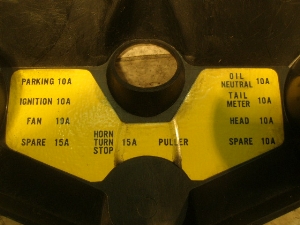 PARKING 10A
IGNITION 10A
FAN 10A
SPARE 15A
HORN
TURN 15A
STOP
PULLER
OIL
NEUTRAL 10A
TAIL
METER 10A
HEAD 10A
SPARE 10A